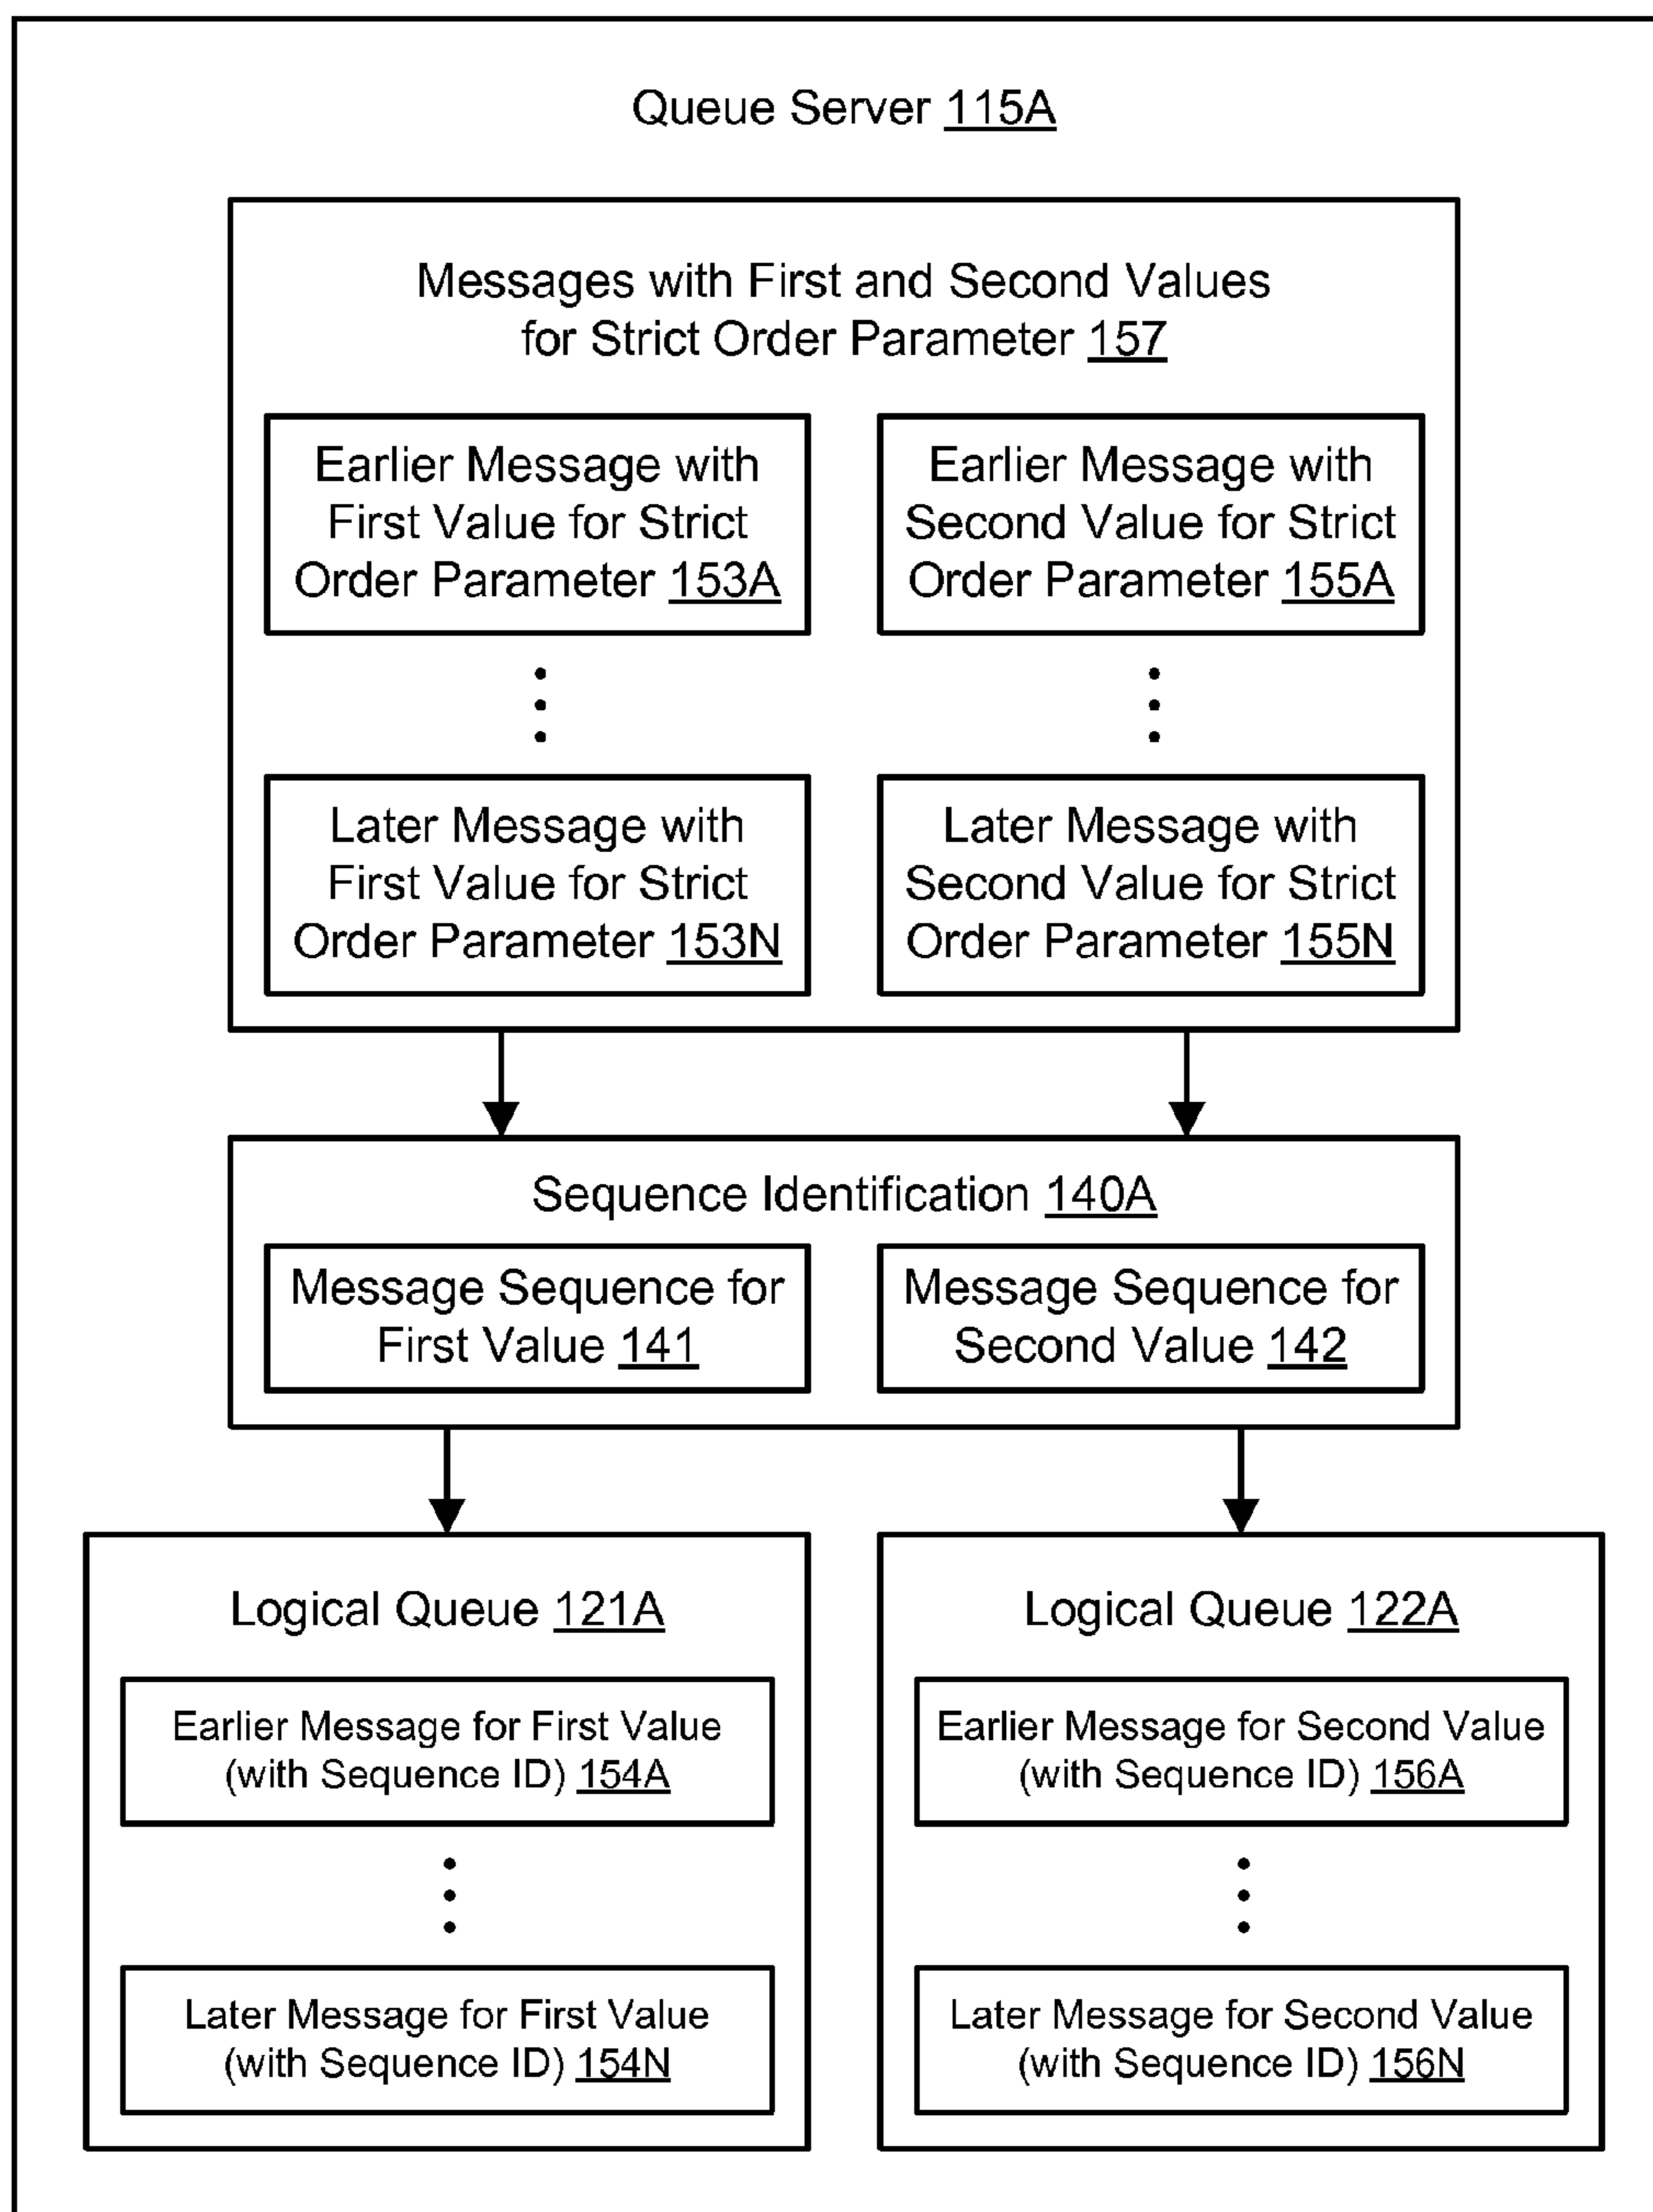 Queue Server 115A
Messages with First and Second Values
for Strict Order Parameter 157
Earlier Message with
First Value for Strict
Order Parameter 153A
Earlier Message with
Second Value for Strict
Order Parameter 155A
Later Message with
First Value for Strict
Order Parameter 153N
Later Message with
Second Value for Strict
Order Parameter 155N
Sequence Identification 140A
Message Sequence for
First Value 141
Message Sequence for
Second Value 142
Logical Queue 121A
Earlier Message for First Value
(with Sequence ID) 154A
Later Message for First Value
(with Sequence ID) 154N
Logical Queue 122A
Earlier Message for Second Value
(with Sequence ID) 156A
Later Message for Second Value
(with Sequence ID) 156N